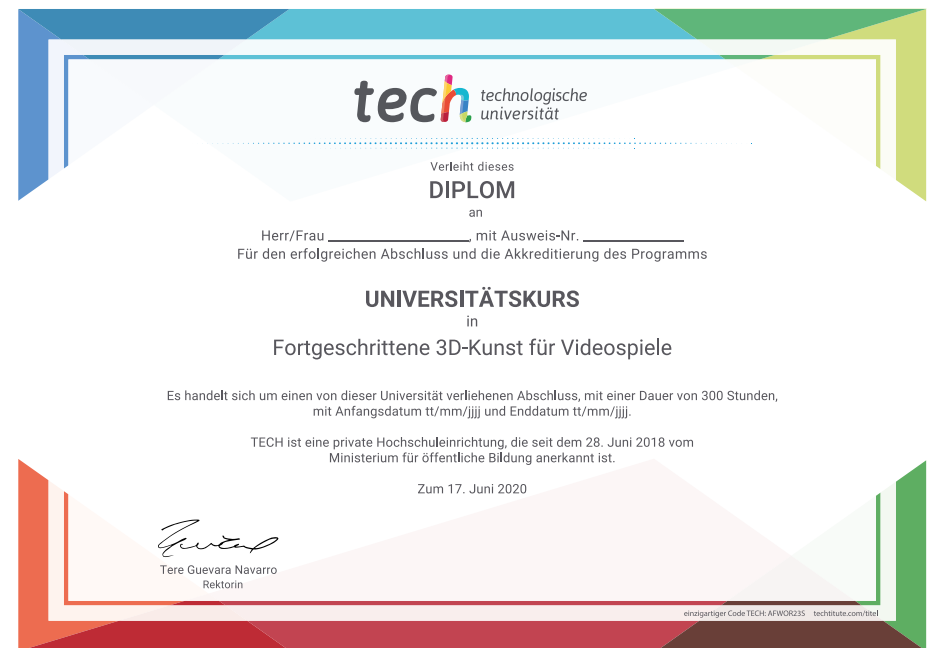 tech technologische
universität
Verleiht dieses
DIPLOM
an
Herr/Frau ____________________, mit Ausweis-Nr. ______________
Für den erfolgreichen Abschluss und die Akkreditierung des Programms
UNIVERSITÄTSKURS
in
Fortgeschrittene 3D-Kunst für Videospiele
Es handelt sich um einen von dieser Universität verliehenen Abschluss, mit einer Dauer von 300 Stunden,
mit Anfangsdatum tt/mm/jjjj und Enddatum tt/mm/jjjj.
TECH ist eine private Hochschuleinrichtung, die seit dem 28. Juni 2018 vom
Ministerium für öffentliche Bildung anerkannt ist.
Zum 17. Juni 2020
Tere Guevara Navarro
Rektorin
einzigartiger Code TECH: AFWOR23S techtitute.com/titel